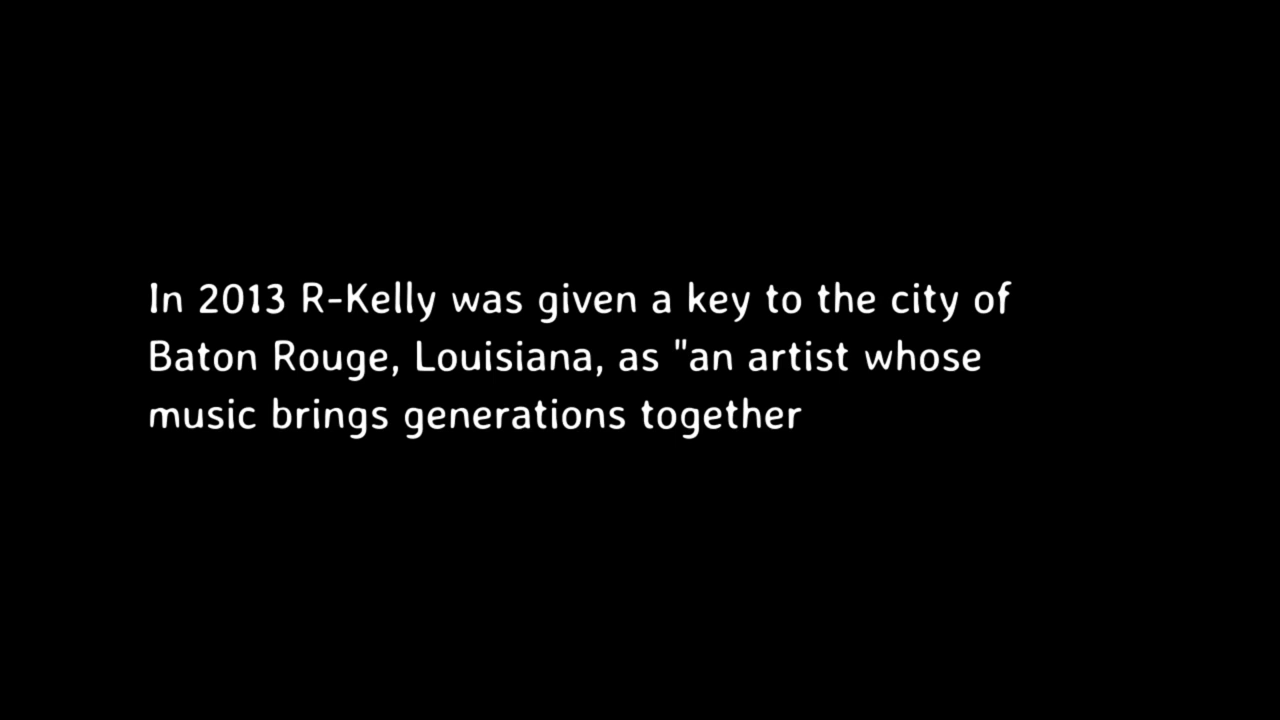 In 2013 R-Kelly was given a key to the city of
Baton Rouge, Louisiana, as "an artist whose
music brings generations together